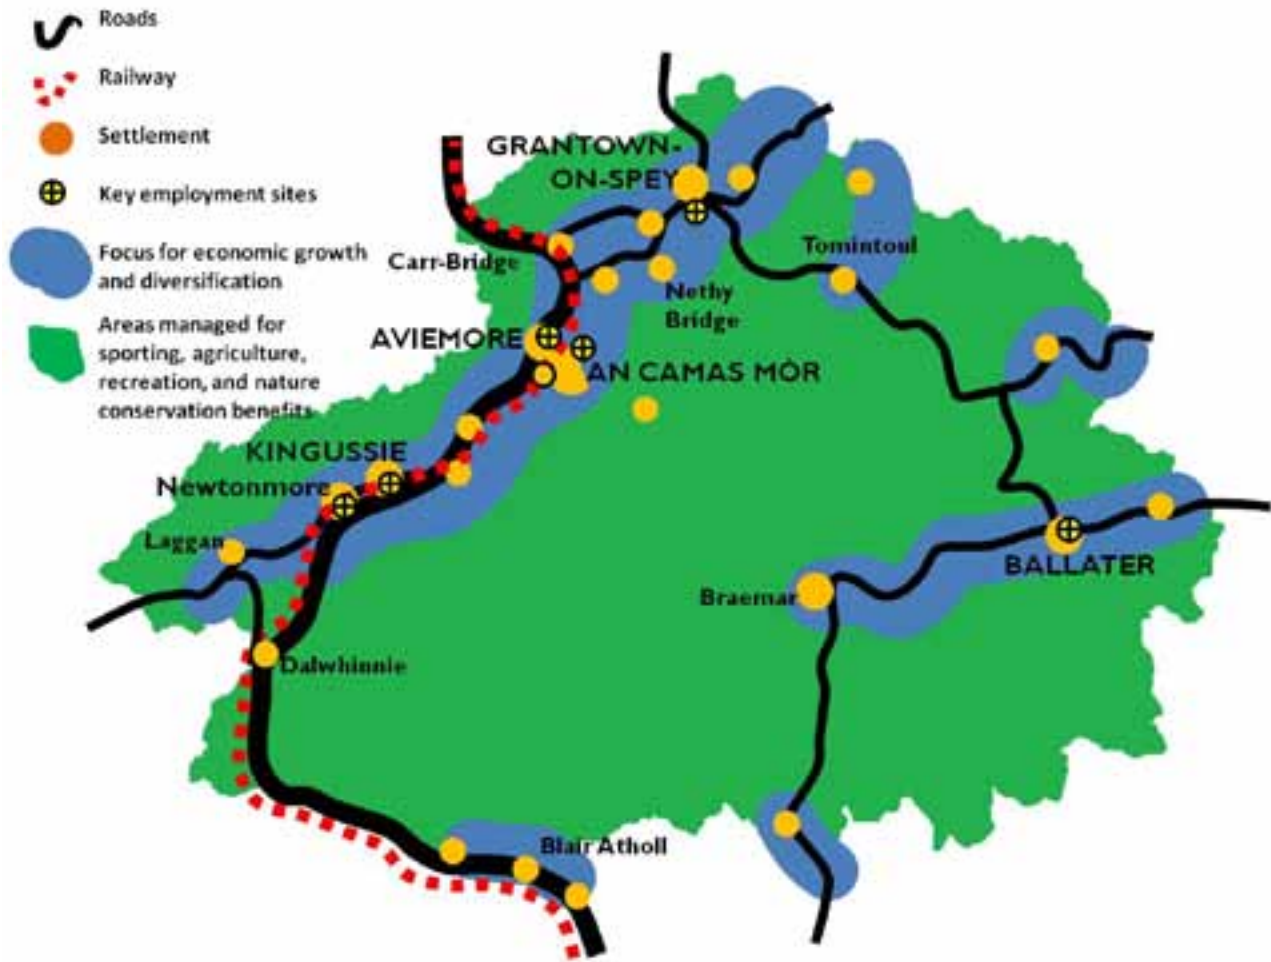 Roads
Railway
Settlement
Key employment sites
Focus for economic growth
and diversification
Areas managed for
sporting, agriculture,
recreation, and nature
conservation benefits
GRANTOWN-
ON-SPEY
Carr-Bridge
Tomintoul
Nethy
Bridge
AVIEMORE
AN CAMAS MÒR
KINGUSSIE
Newtonmore
Laggan
BALLATER
Braemar
Dalwhinnie
Blair Atholl